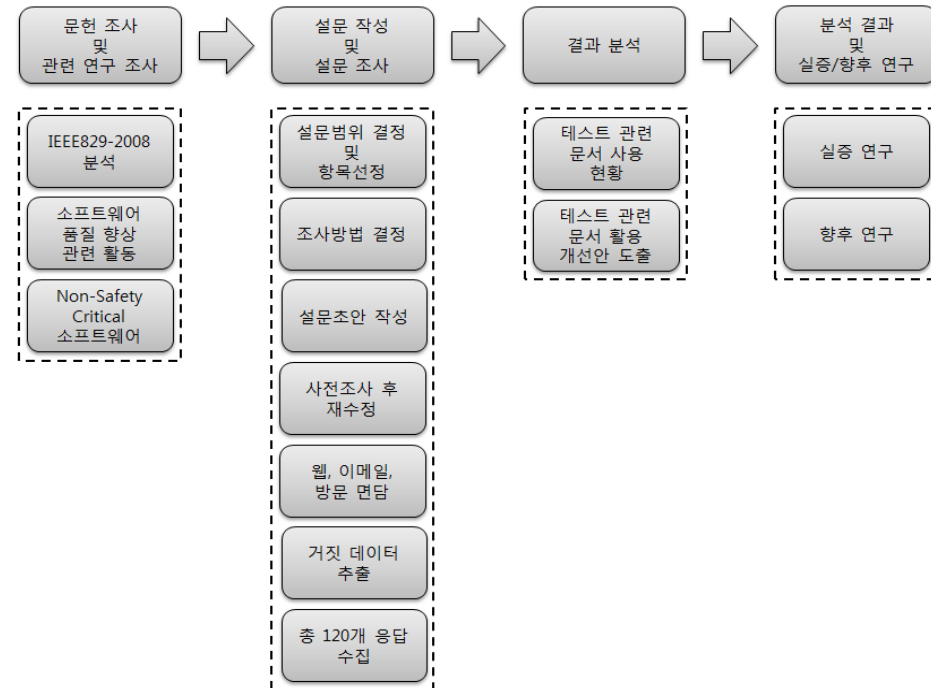 문헌 조사
및
관련 연구 조사
설문 작성
및
설문 조사
결과 분석
분석 결과
및
실증/향후 연구
IEEE829-2008
분석
소프트웨어
품질 향상
관련 활동
Non-Safety
Critical
소프트웨어
설문범위 결정
및
항목선정
조사방법 결정
설문초안 작성
사전조사 후
재수정
웹, 이메일,
방문 면담
거짓 데이터
추출
총 120개 응답
수집
테스트 관련
문서 사용
현황
테스트 관련
문서 활용
개선안 도출
실증 연구
향후 연구